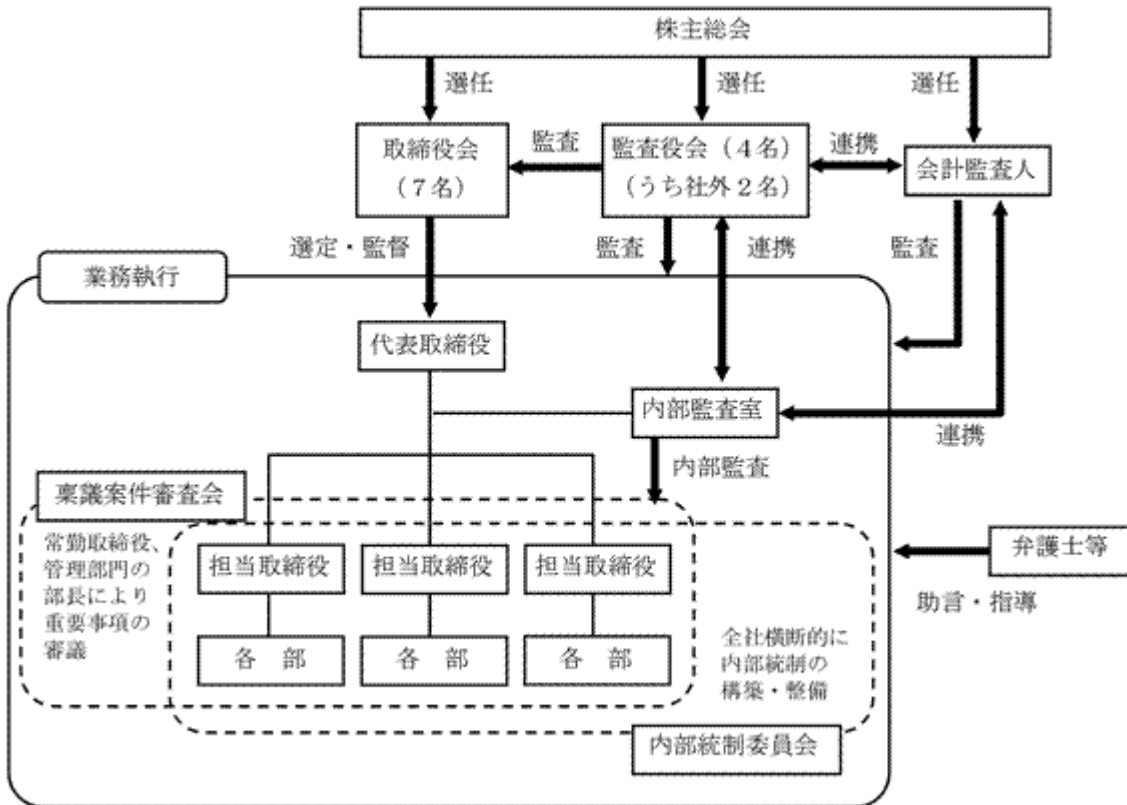 株主総会
選任
選任
選任
取締役会
(7名)
監査
監査役会(4名)
(うち社外2名)
連携
会計監査人
選定・監督
監査
連携
監査
業務執行
代表取締役
内部監査室
連携
内部監査
稟議案件審査会
常勤取締役、
管理部門の
部長により
重要事項の
審議
担当取締役
担当取締役
担当取締役
弁護士等
助言・指導
各 部
各 部
各 部
全社横断的に
内部統制の
構築・整備
内部統制委員会